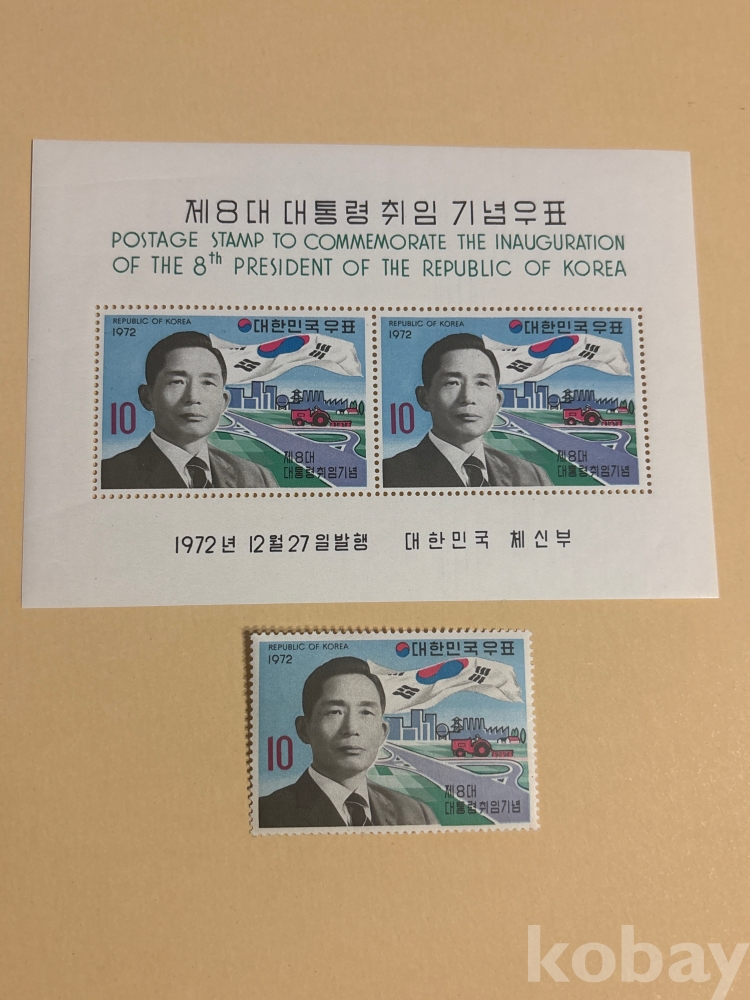 제8대 대통령 취임 기념우표
POSTAGE STAMP TO COMMEMORATE THE INAUGURATION
OF THE 8th PRESIDENT OF THE REPUBLIC OF KOREA
REPUBLIC OF KOREA
1972
대한민국우표
10
제8대
대통령취임기념
REPUBLIC OF KOREA
1972
대한민국우표
10
제8대
대통령취임기념
1972년 12월 27일발행 대한민국 체신부
REPUBLIC OF KOREA
1972
대한민국우표
10
제8대
대통령취임기념
kobay